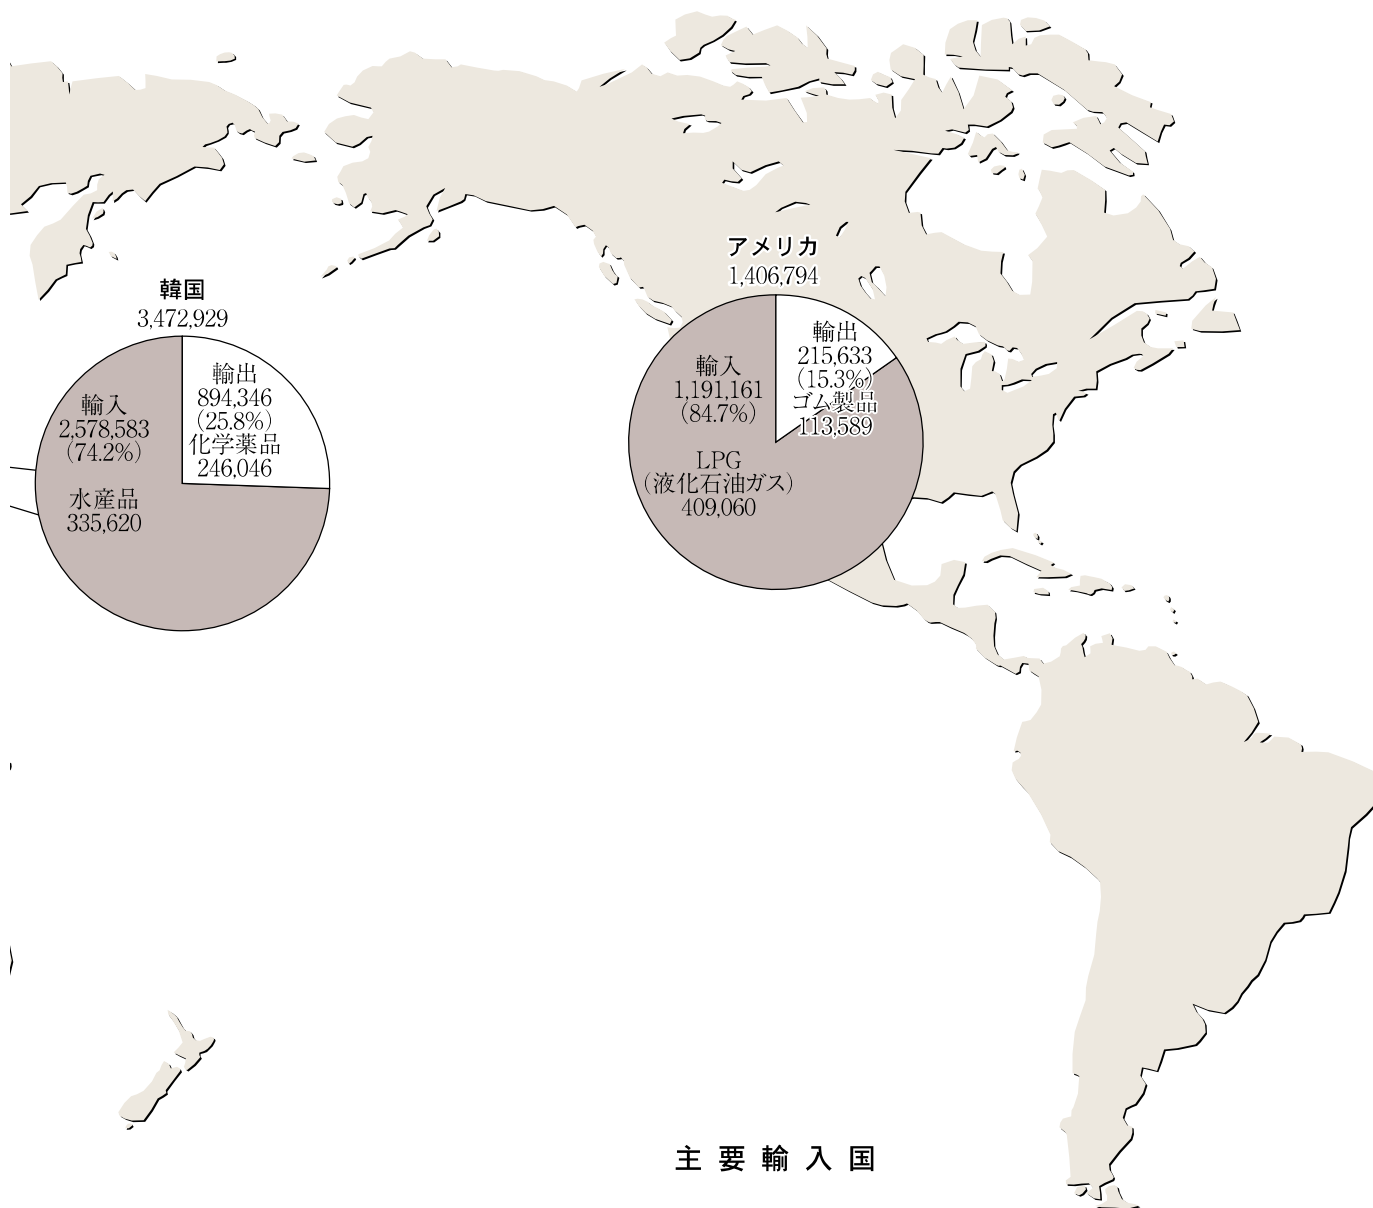 韓国
3,472,929
輸出
894,346
(25.8%)
化学薬品
246,046
輸入
2,578,583
(74.2%)
水産品
335,620
アメリカ
1,406,794
輸出
215,633
(15.3%)
ゴム製品
113,589
輸入
1,191,161
(84.7%)
LPG
(液化石油ガス)
409,060
主要輸入国